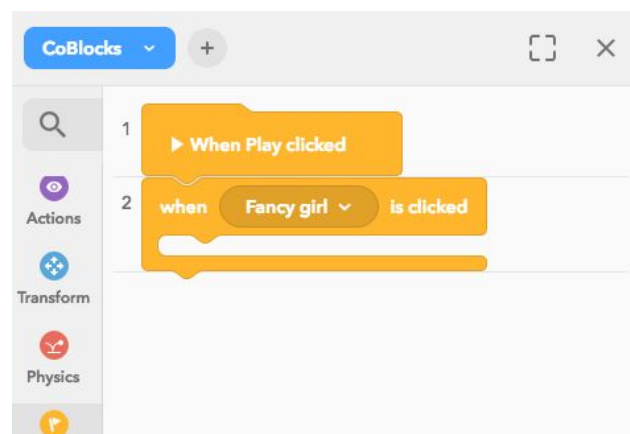 CoBlocks
+
1
When Play clicked
2
when Fancy girl is clicked
Actions
Transform
Physics